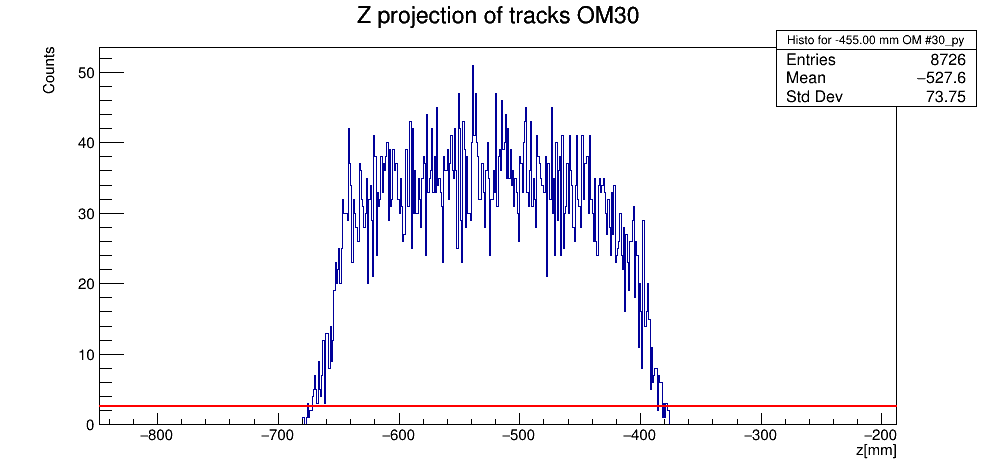 Z projection of tracks OM30
Histo for -455.00 mm OM #30_py
Entries 8726
Mean −527.6
Std Dev 73.75
Counts
50
40
30
20
10
0
−800 −700 −600 −500 −400 −300 −200
z[mm]